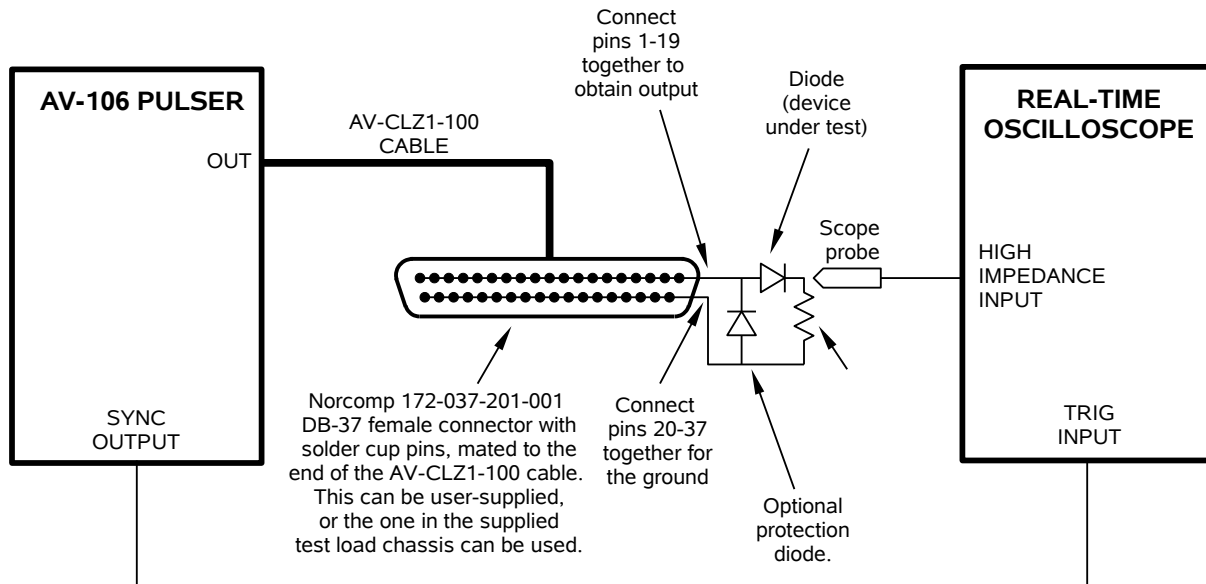 Connect
pins 1-19
together to
obtain output
Diode
(device
under test)
AV-106 PULSER
AV-CLZ1-100
CABLE
OUT
REAL-TIME
OSCILLOSCOPE
Scope
probe
HIGH
IMPEDANCE
INPUT
SYNC
OUTPUT
Norcomp 172-037-201-001
DB-37 female connector with
solder cup pins, mated to the
end of the AV-CLZ1-100 cable.
This can be user-supplied,
or the one in the supplied
test load chassis can be used.
Connect
pins 20-37
together for
the ground
Optional
protection
diode.
TRIG
INPUT